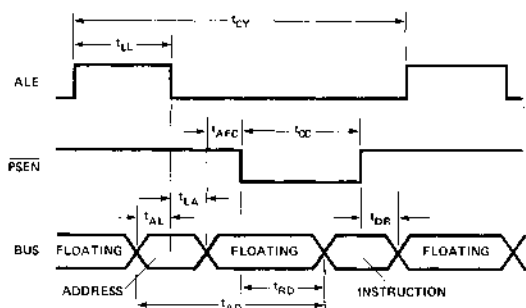 tCY
tLL
ALE
tAFC tCC
PSEN
tAL tLA tDR
BUS FLOATING FLOATING FLOATING
ADDRESS tRD INSTRUCTION
tAD